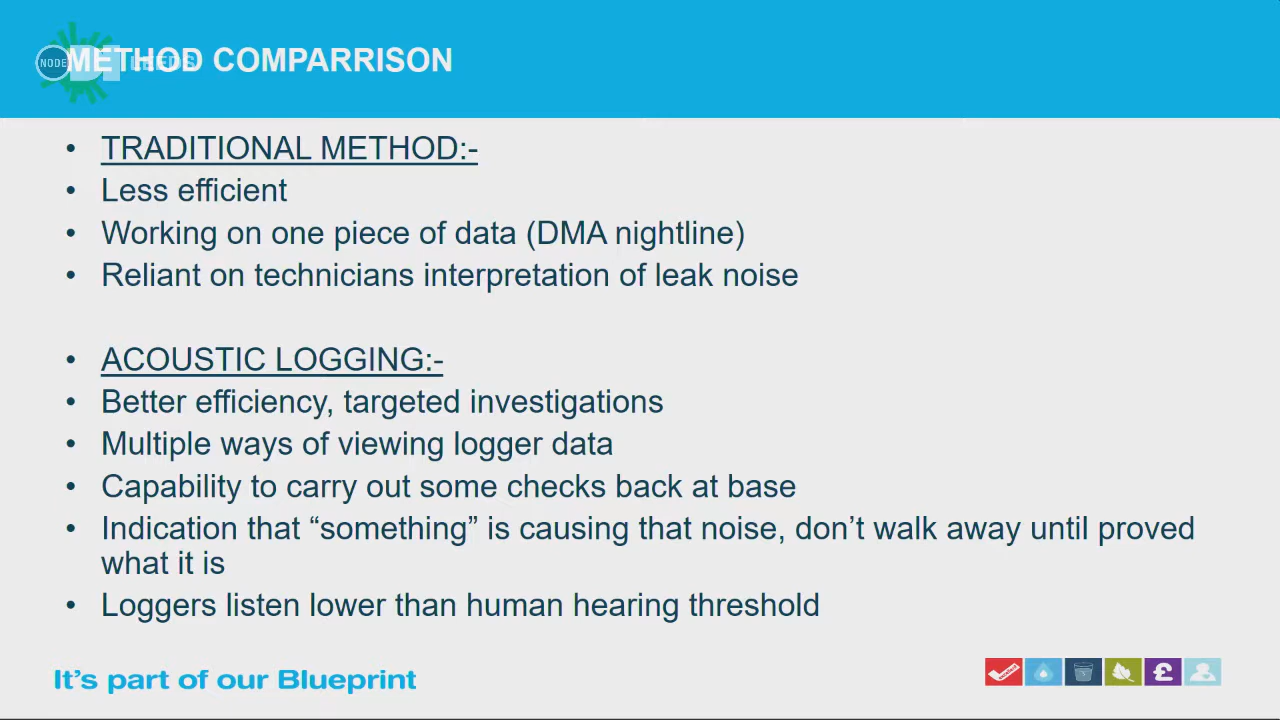 METHOD COMPARRISON
NODE
LEEDS
• TRADITIONAL METHOD:-
• Less efficient
• Working on one piece of data (DMA nightline)
• Reliant on technicians interpretation of leak noise
• ACOUSTIC LOGGING:-
• Better efficiency, targeted investigations
• Multiple ways of viewing logger data
• Capability to carry out some checks back at base
• Indication that “something” is causing that noise, don’t walk away until proved
what it is
• Loggers listen lower than human hearing threshold
It’s part of our Blueprint
£